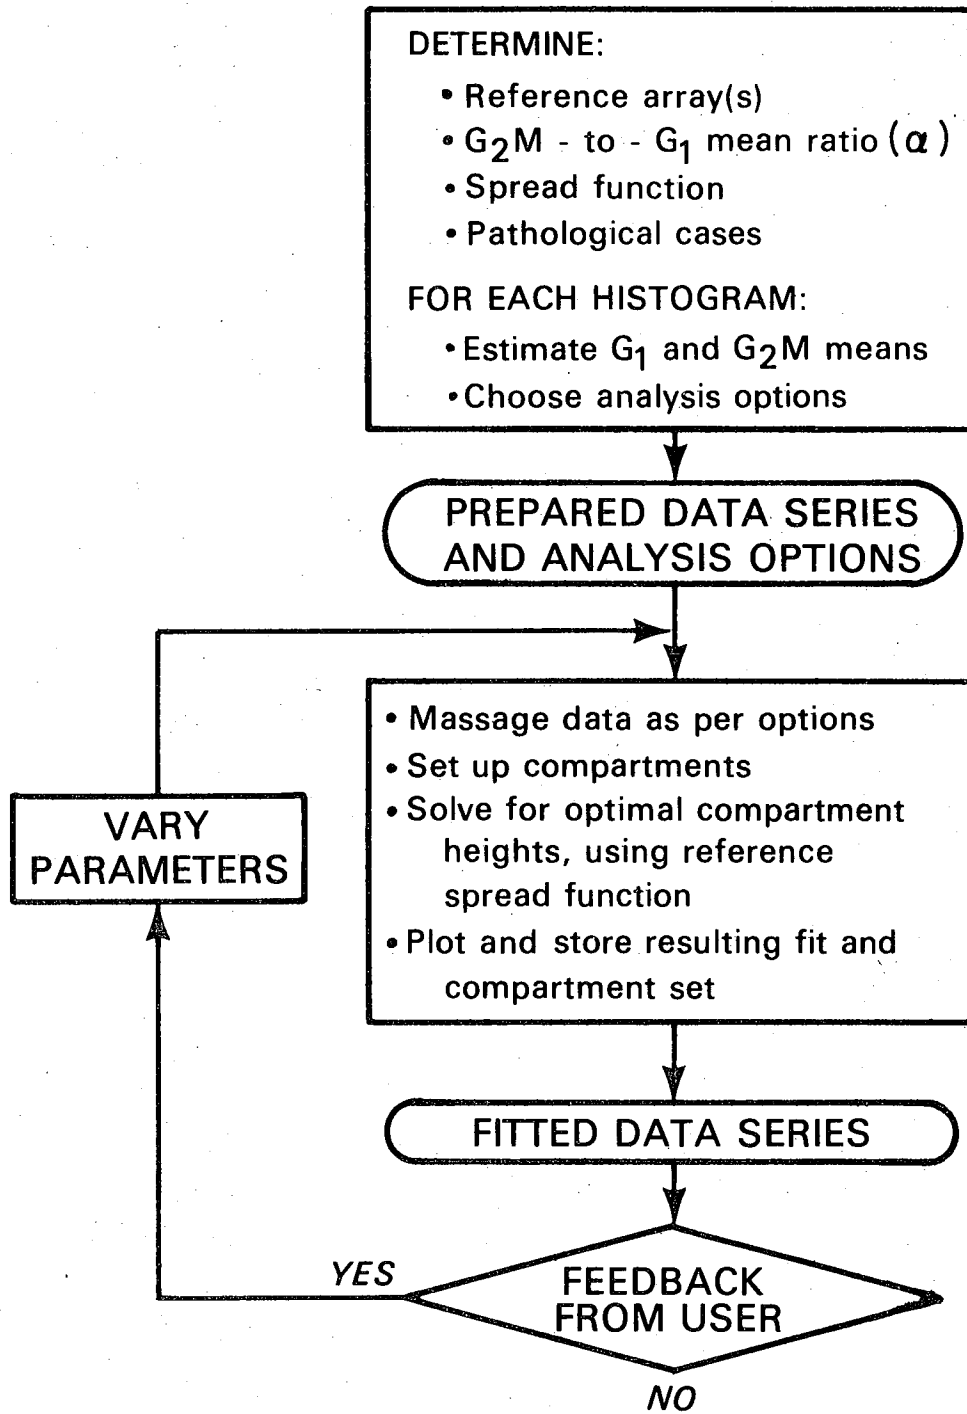 DETERMINE:
• Reference array(s)
• G₂M - to - G₁ mean ratio (α)
• Spread function
• Pathological cases
FOR EACH HISTOGRAM:
• Estimate G₁ and G₂M means
• Choose analysis options
PREPARED DATA SERIES
AND ANALYSIS OPTIONS
• Massage data as per options
• Set up compartments
• Solve for optimal compartment
heights, using reference
spread function
• Plot and store resulting fit and
compartment set
VARY
PARAMETERS
FITTED DATA SERIES
FEEDBACK
FROM USER
YES
NO